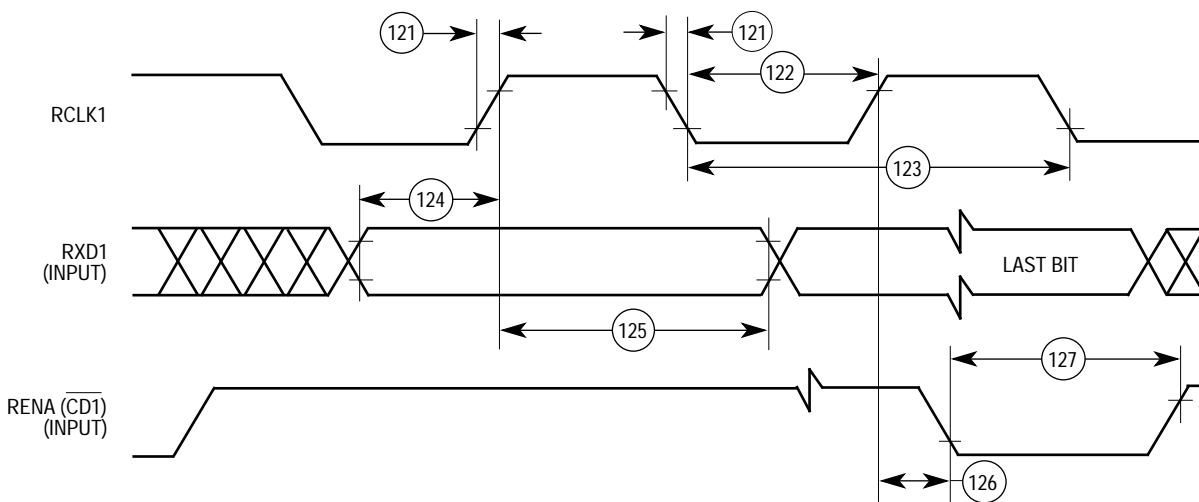 121
121
122
RCLK1
123
124
RXD1
(INPUT)
LAST BIT
125
127
RENA (CD1)
(INPUT)
126